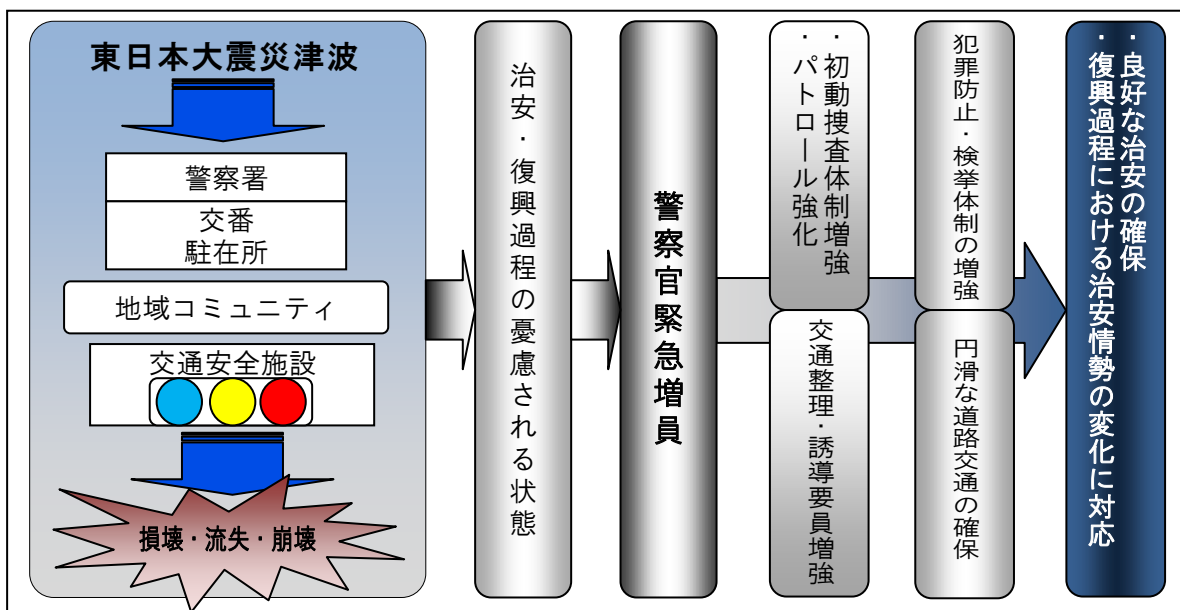 東日本大震災津波
警察署
交番
駐在所
地域コミュニティ
交通安全施設
損壊・流失・崩壊
治安・復興過程の憂慮される状態
警察官緊急増員
・初動捜査体制増強
・パトロール強化
交通整理・誘導要員増強
犯罪防止・検挙体制の増強
円滑な道路交通の確保
・良好な治安の確保
・復興過程における治安情勢の変化に対応